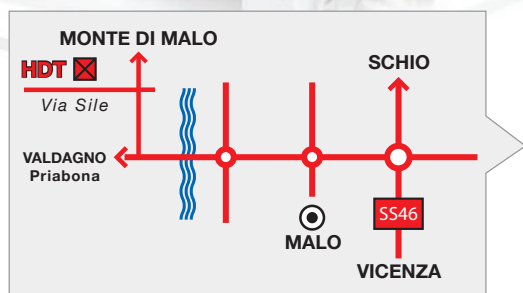 MONTE DI MALO
HDT
Via Sile
SCHIO
VALDAGNO
Priabona
SS46
MALO
VICENZA